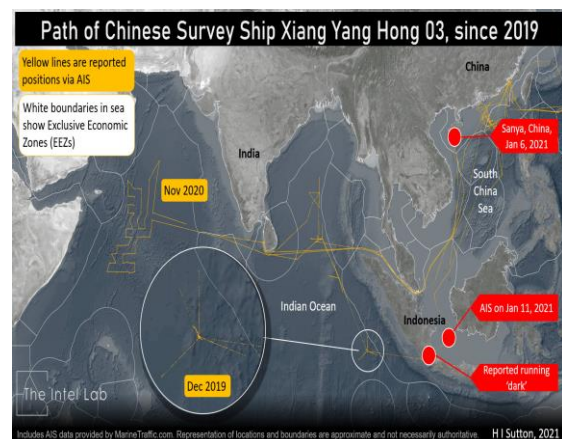 Path of Chinese Survey Ship Xiang Yang Hong 03, since 2019
Yellow lines are reported
positions via AIS
White boundaries in sea
show Exclusive Economic
Zones (EEZs)
China
Sanya, China,
Jan 6, 2021
India
Nov 2020
South
China
Sea
Indian Ocean
Indonesia
AIS on Jan 11, 2021
Dec 2019
Reported running
'dark'
The Intel Lab
Includes AIS data provided by MarineTraffic.com. Representation of locations and boundaries are approximate and not necessarily authoritative.
H I Sutton, 2021